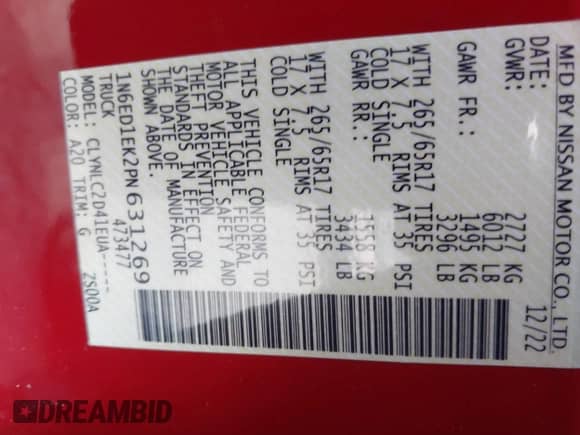 MFD BY NISSAN MOTOR CO., LTD.
DATE: 12/22
GVWR: 2727 KG
6012 LB
GAWR FR.: 1495 KG
3296 LB
WITH 265/65R17 TIRES
17 X 7.5 RIMS AT 35 PSI
COLD SINGLE
GAWR RR.: 1558 KG
3434 LB
WITH 265/65R17 TIRES
17 X 7.5 RIMS AT 35 PSI
COLD SINGLE
THIS VEHICLE CONFORMS TO
ALL APPLICABLE FEDERAL
MOTOR VEHICLE SAFETY AND
THEFT PREVENTION
STANDARDS IN EFFECT ON
THE DATE OF MANUFACTURE
SHOWN ABOVE.
1N6ED1EK2PN631269
TRUCK 473477
CLYNLC2D41EUA-----
COLOR: A20 TRIM: G 2S00A
DREAMBID